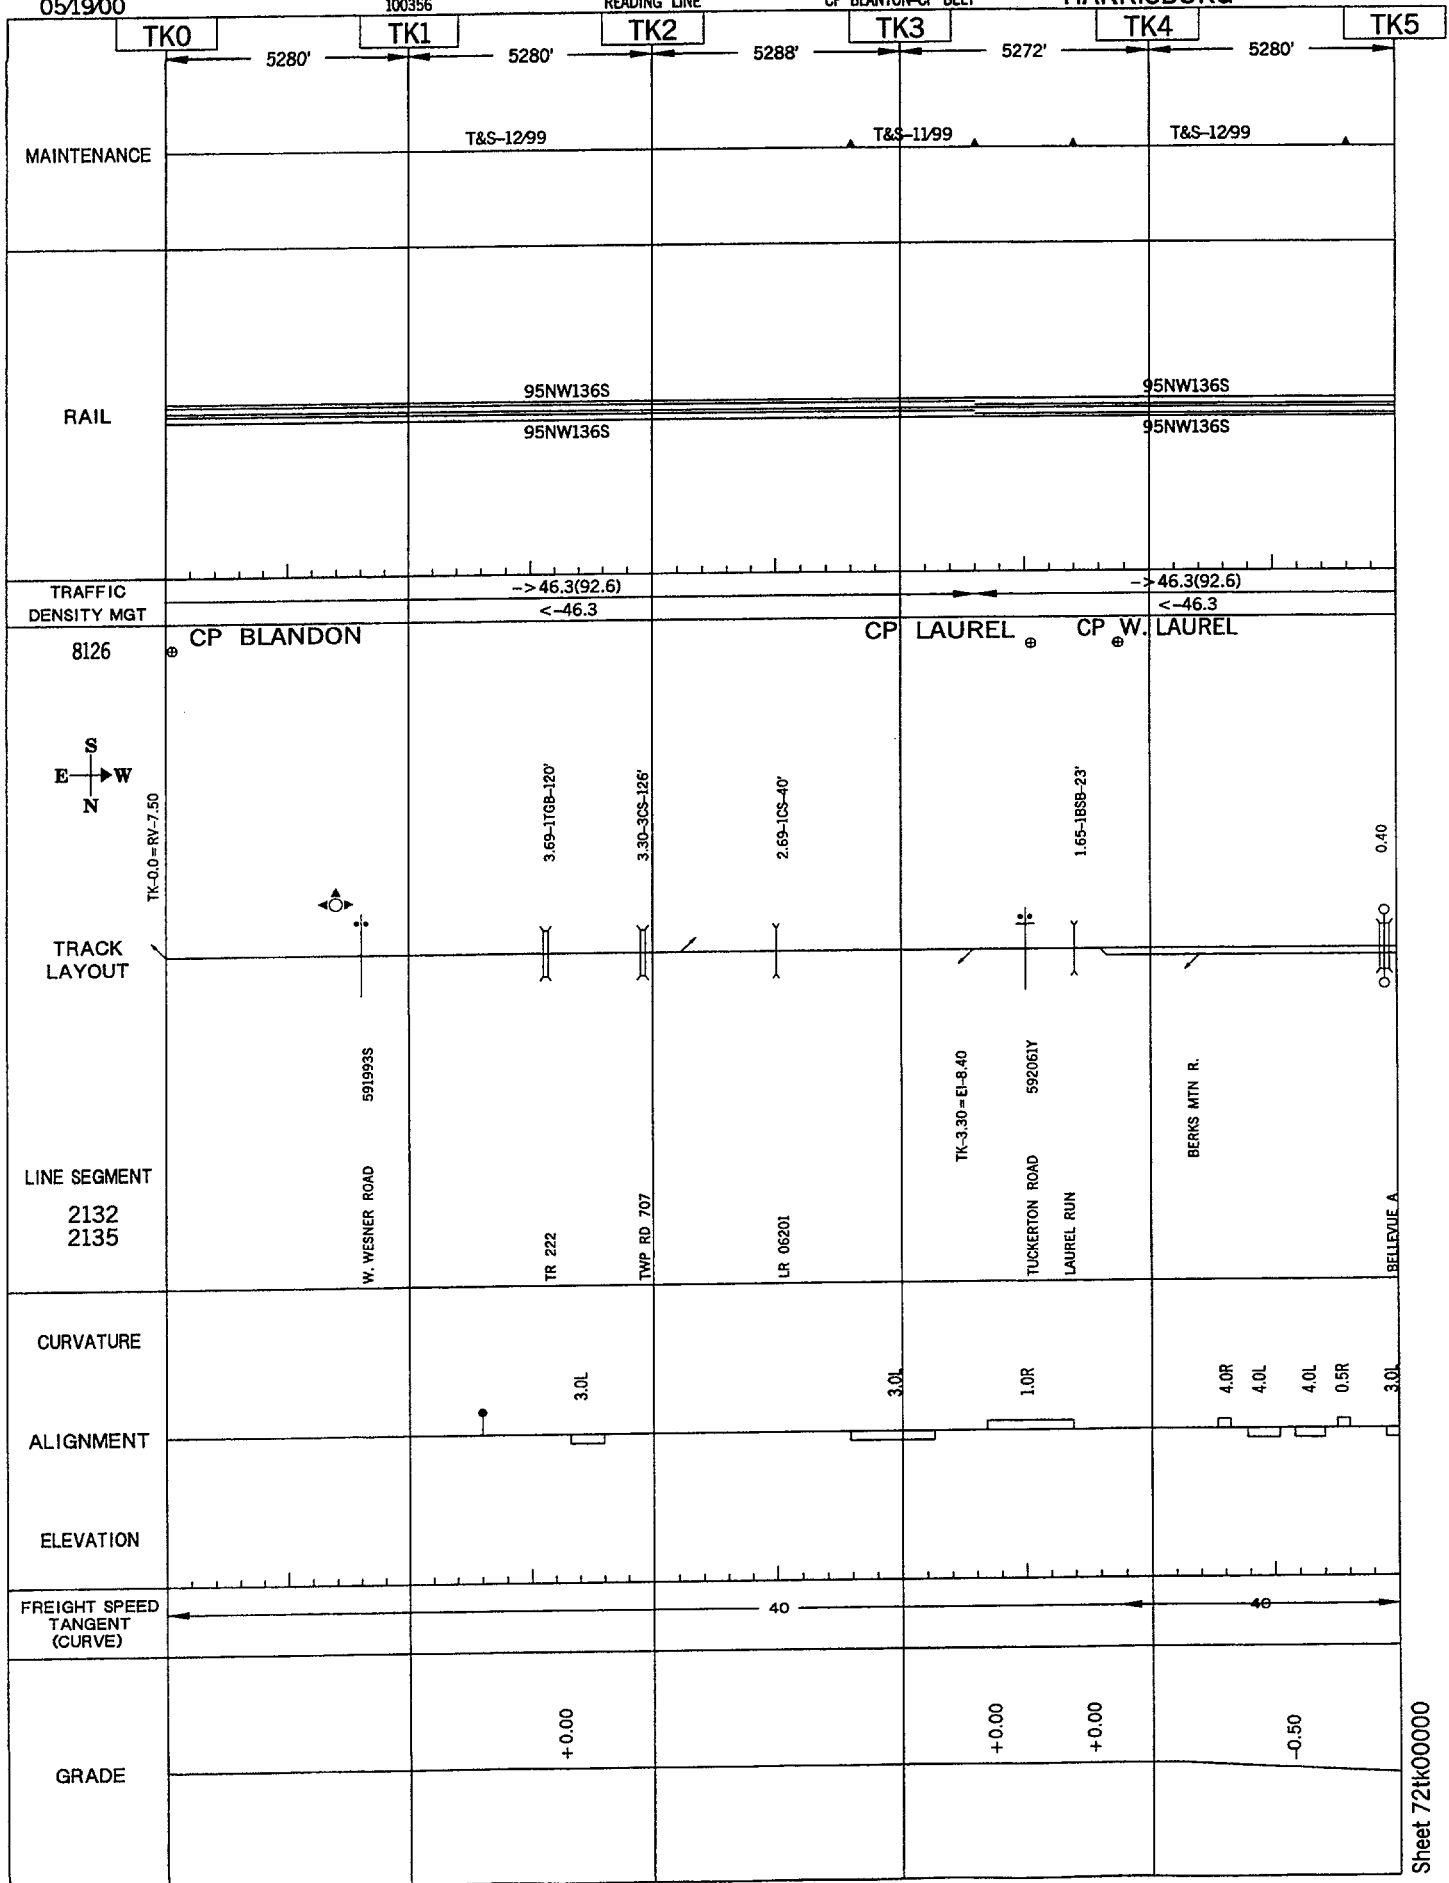 05/19/00
100356
READING LINE
CP BLANTON-CP BELT
HARRISBURG
TK0
TK1
TK2
TK3
TK4
TK5
5280'
5280'
5288'
5272'
5280'
MAINTENANCE
T&S-12/99
T&S-11/99
T&S-12/99
RAIL
95NW136S
95NW136S
95NW136S
95NW136S
TRAFFIC
DENSITY MGT
->46.3(92.6)
<-46.3
->46.3(92.6)
<-46.3
8126
CP BLANDON
CP LAUREL
CP W. LAUREL
S
E W
N
TK-0.0=RV-7.50
3.69-1TGB-120'
3.30-3CS-126'
2.69-1CS-40'
1.65-1BSB-23'
0.40
TRACK
LAYOUT
591993S
TK-3.30=EI-8.40
592061Y
BERKS MTN R.
LINE SEGMENT
2132
2135
W. WESNER ROAD
TR 222
TWP RD 707
LR 06201
TUCKERTON ROAD
LAUREL RUN
BELLEVUE A
CURVATURE
3.0L
3.0L
1.0R
4.0R
4.0L
4.0L
0.5R
3.0L
ALIGNMENT
ELEVATION
FREIGHT SPEED
TANGENT
(CURVE)
40
40
GRADE
+0.00
+0.00
+0.00
-0.50
Sheet 72tk00000